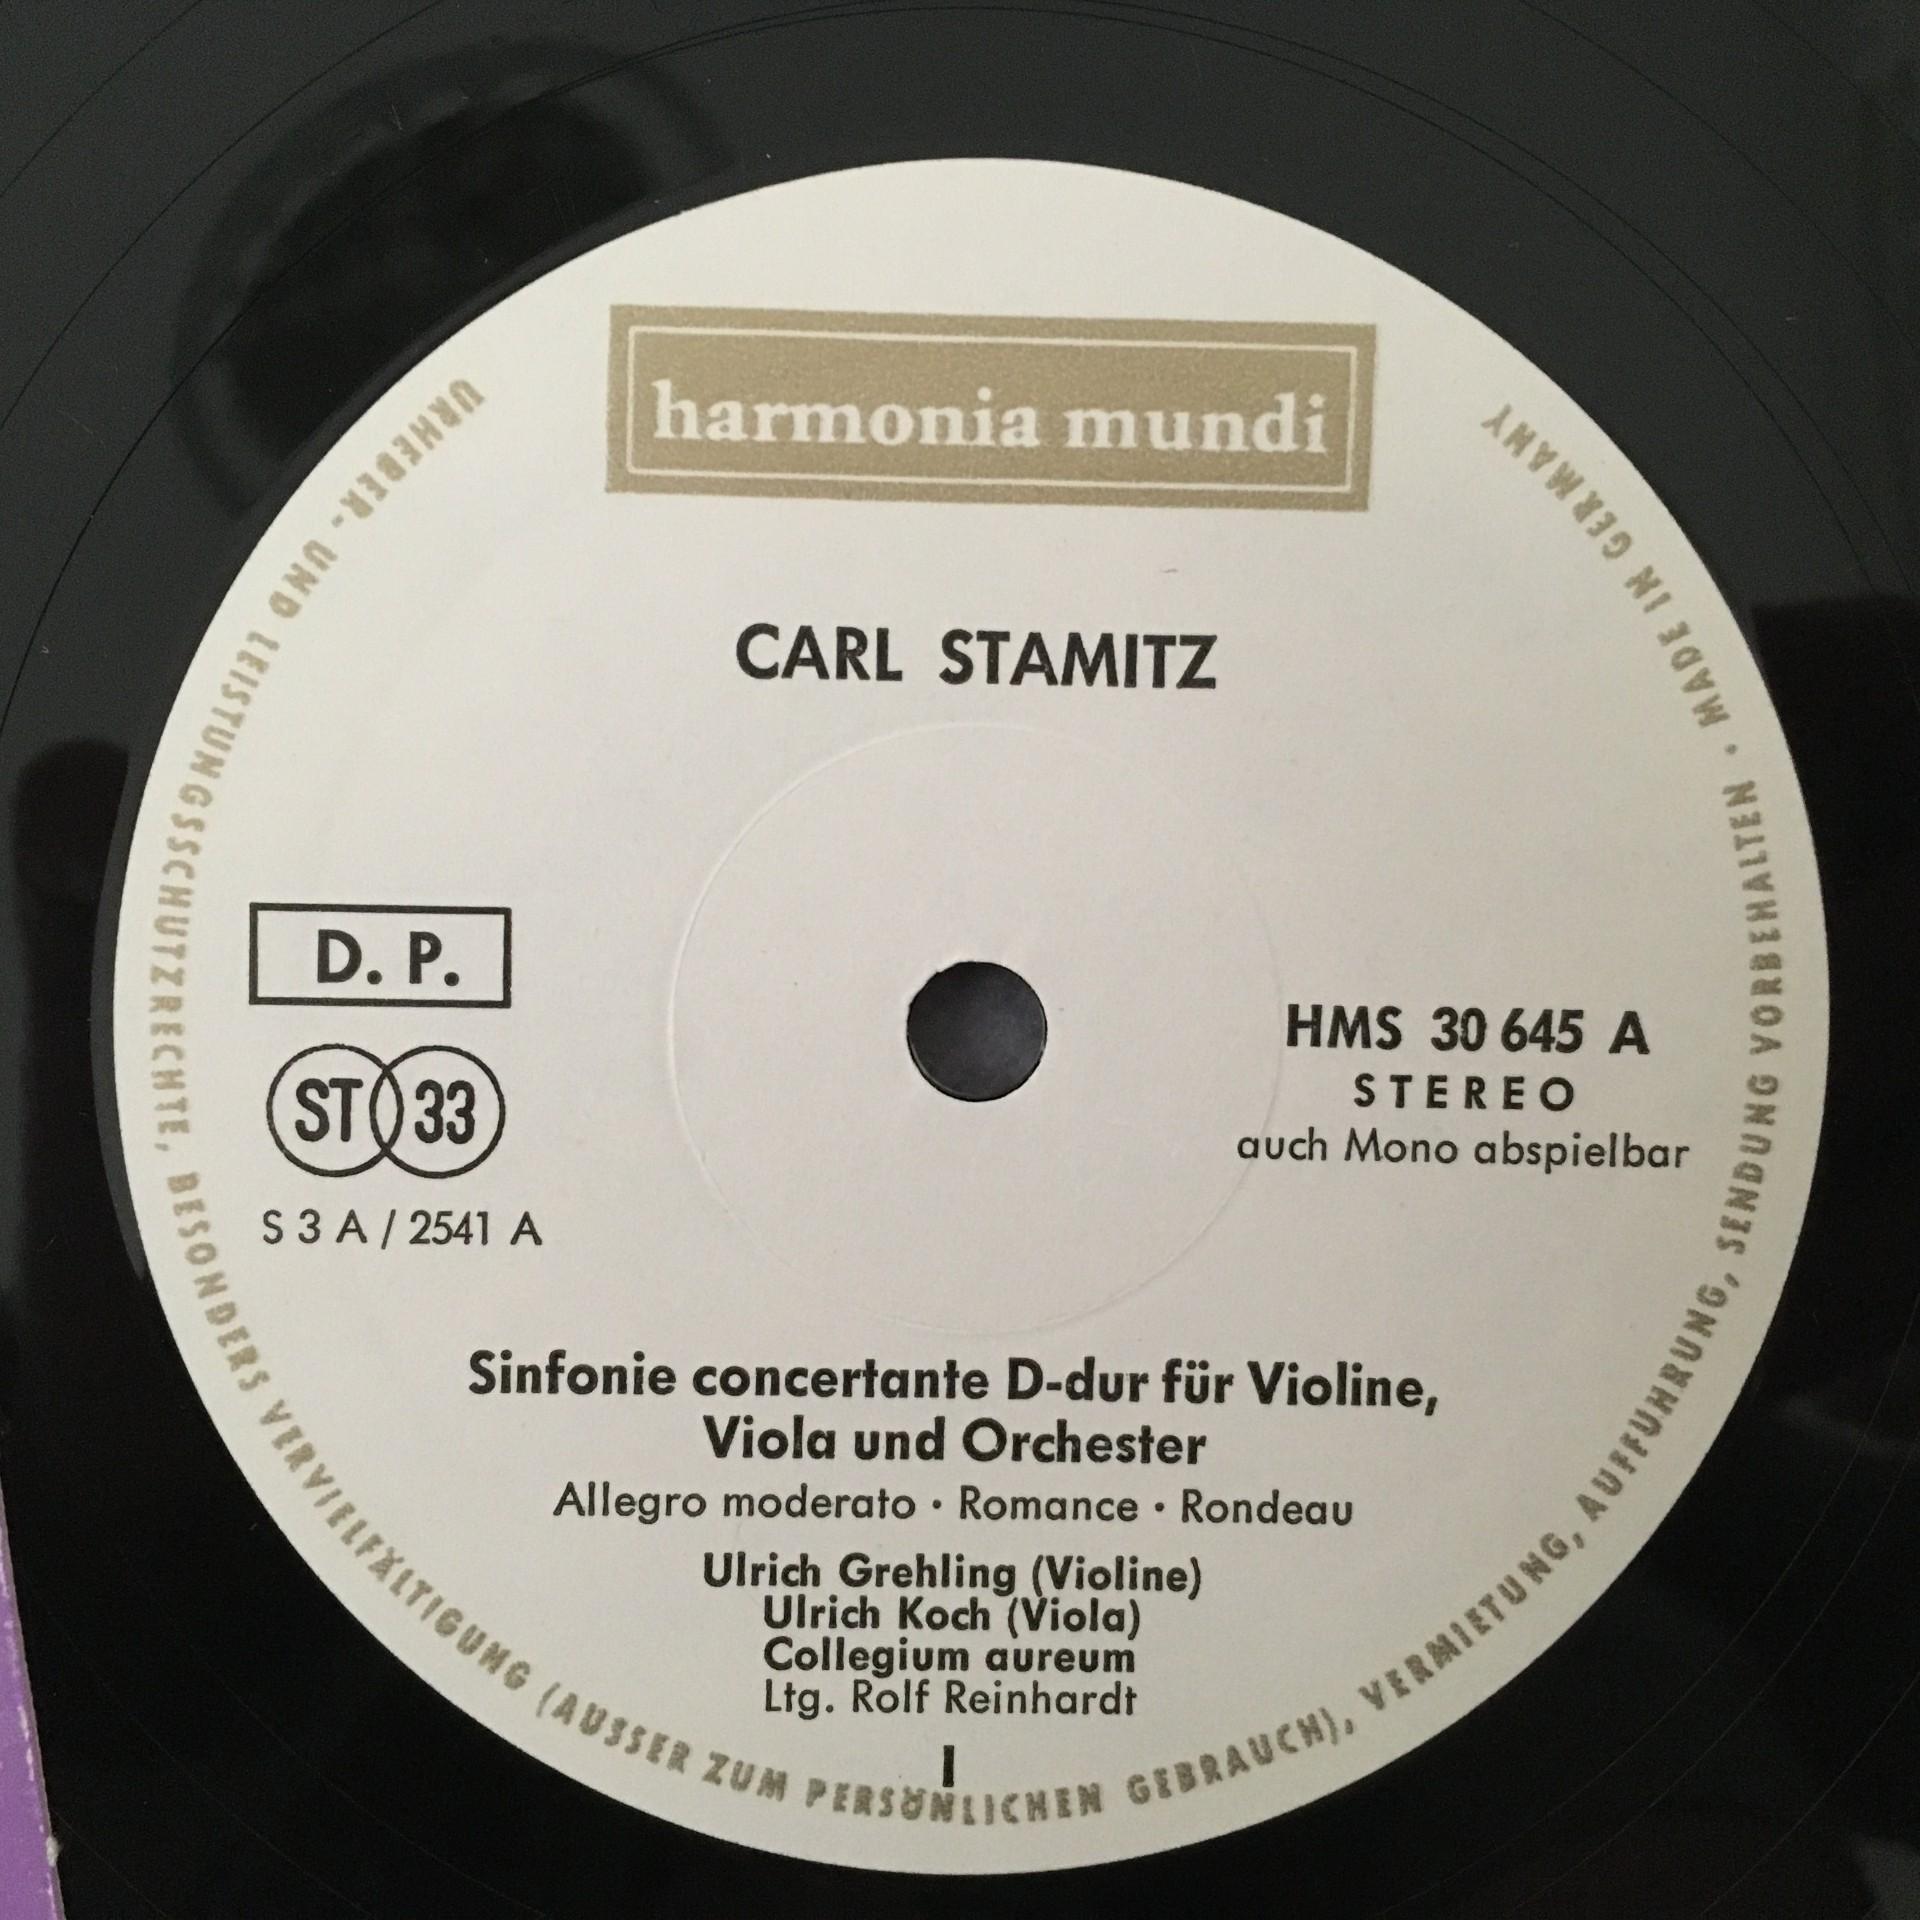 harmonia mundi
CARL STAMITZ
D. P.
ST 33
S 3 A / 2541 A
HMS 30 645 A
STEREO
auch Mono abspielbar
Sinfonie concertante D-dur für Violine,
Viola und Orchester
Allegro moderato · Romance · Rondeau
Ulrich Grehling (Violine)
Ulrich Koch (Viola)
Collegium aureum
Ltg. Rolf Reinhardt
I
URHEBER- UND LEISTUNGSSCHUTZRECHTE, BESONDERS VERVIELFÄLTIGUNG (AUSSER ZUM PERSÖNLICHEN GEBRAUCH), VERMIETUNG, AUFFÜHRUNG, SENDUNG VORBEHALTEN · MADE IN GERMANY